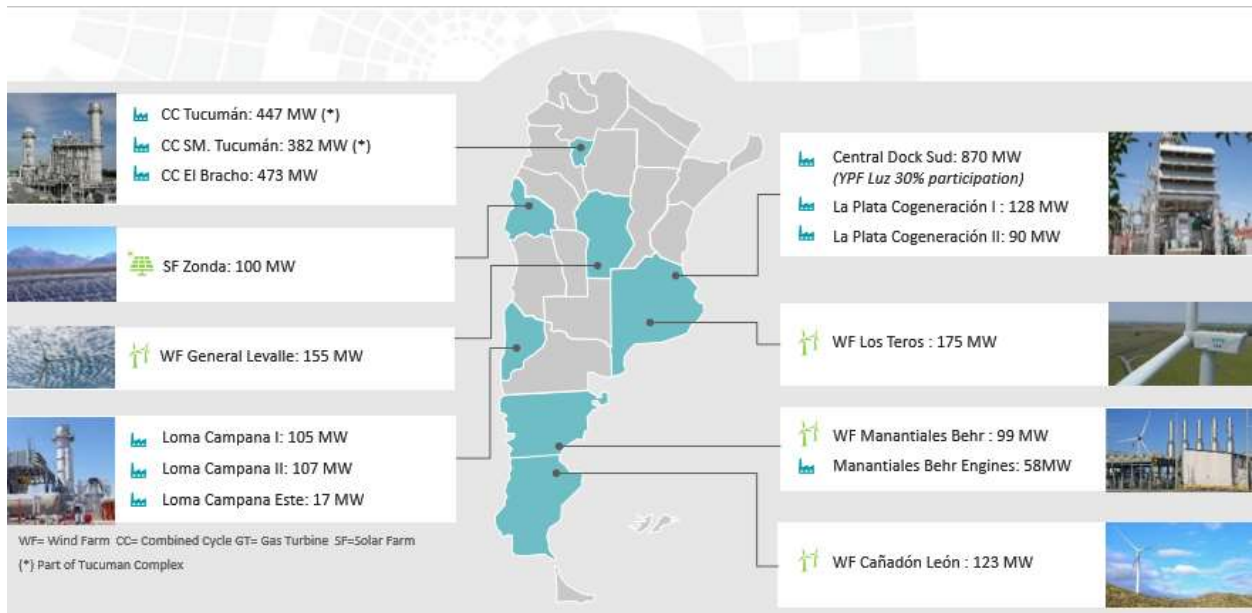 CC Tucumán: 447 MW (*)
CC SM. Tucumán: 382 MW (*)
CC El Bracho: 473 MW
SF Zonda: 100 MW
WF General Levalle: 155 MW
Loma Campana I: 105 MW
Loma Campana II: 107 MW
Loma Campana Este: 17 MW
WF= Wind Farm CC= Combined Cycle GT= Gas Turbine SF=Solar Farm
(*) Part of Tucuman Complex
Central Dock Sud: 870 MW
(YPF Luz 30% participation)
La Plata Cogeneración I : 128 MW
La Plata Cogeneración II : 90 MW
WF Los Teros : 175 MW
WF Manantiales Behr : 99 MW
Manantiales Behr Engines: 58MW
WF Cañadón León : 123 MW